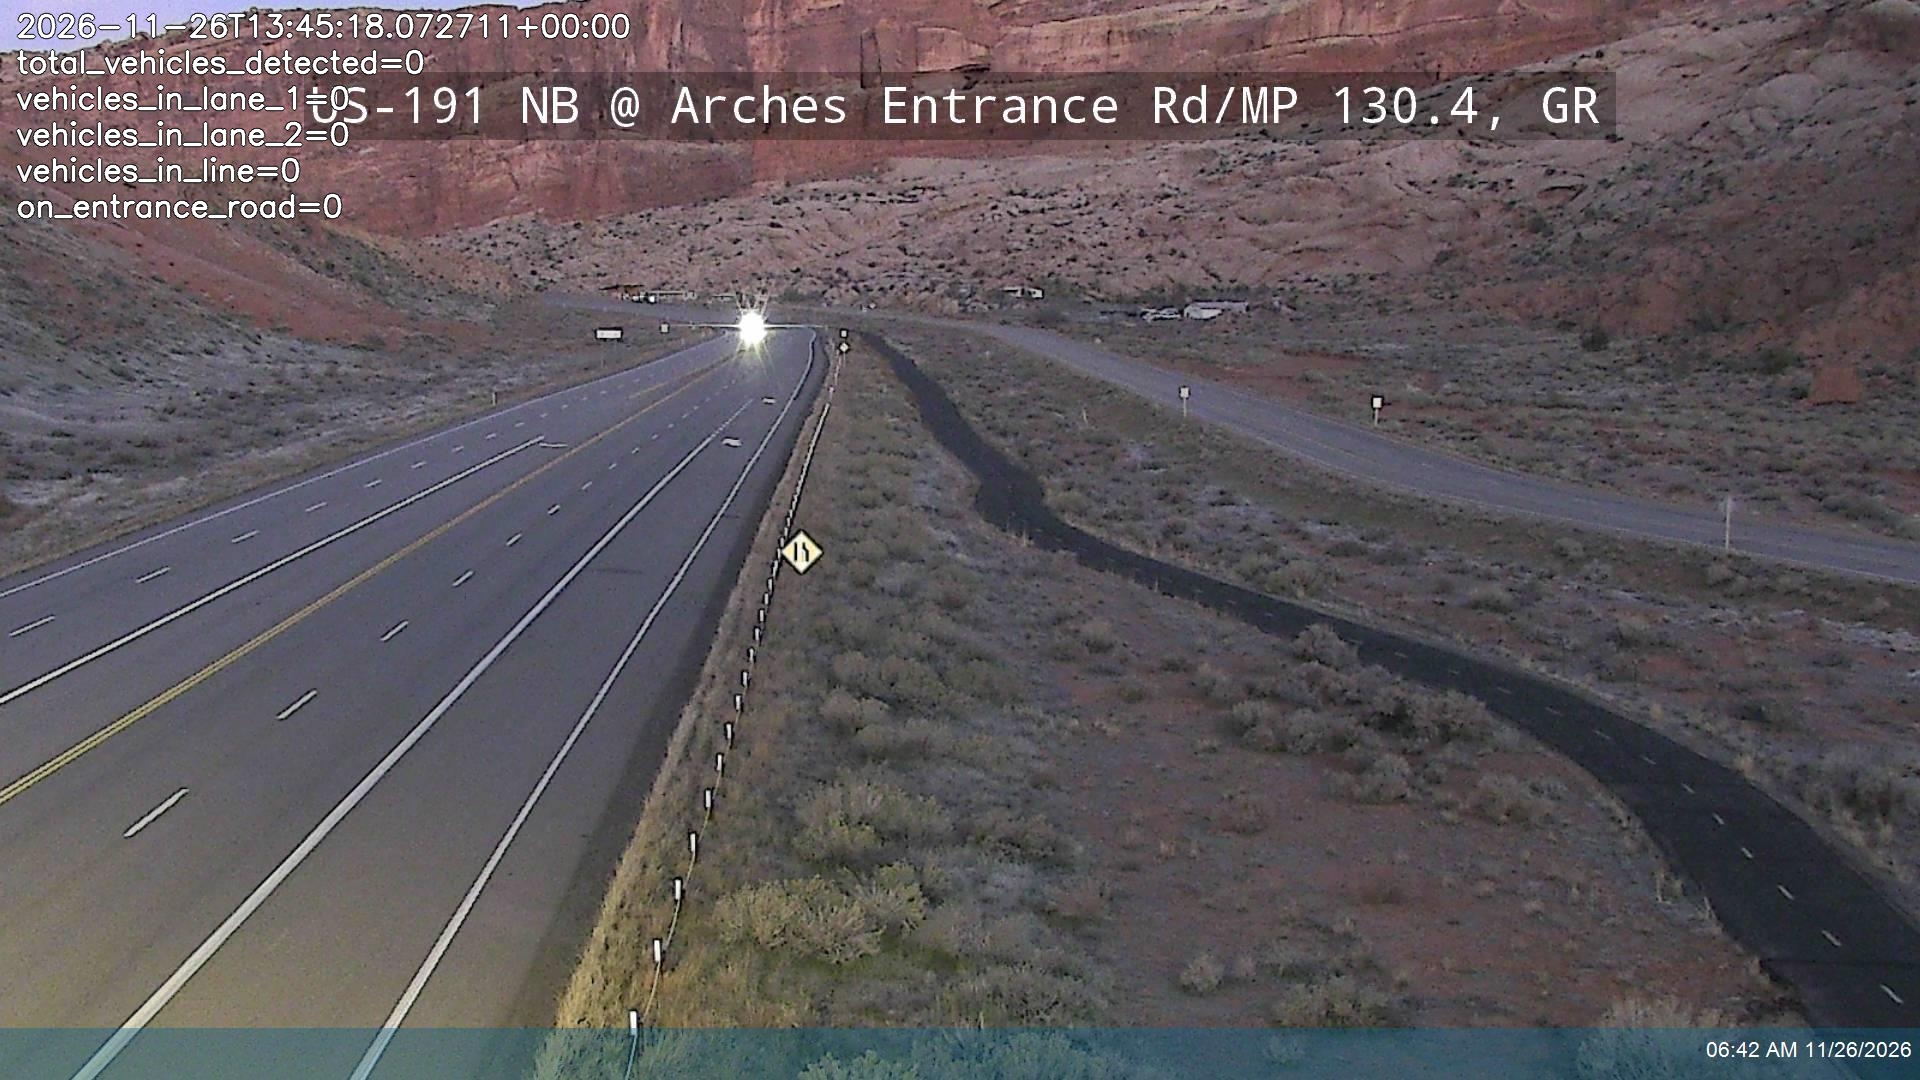 2026-11-26T13:45:18.072711+00:00
total_vehicles_detected=0
vehicles_in_lane_1=0
US-191 NB @ Arches Entrance Rd/MP 130.4, GR
vehicles_in_lane_2=0
vehicles_in_line=0
on_entrance_road=0
06:42 AM 11/26/2026